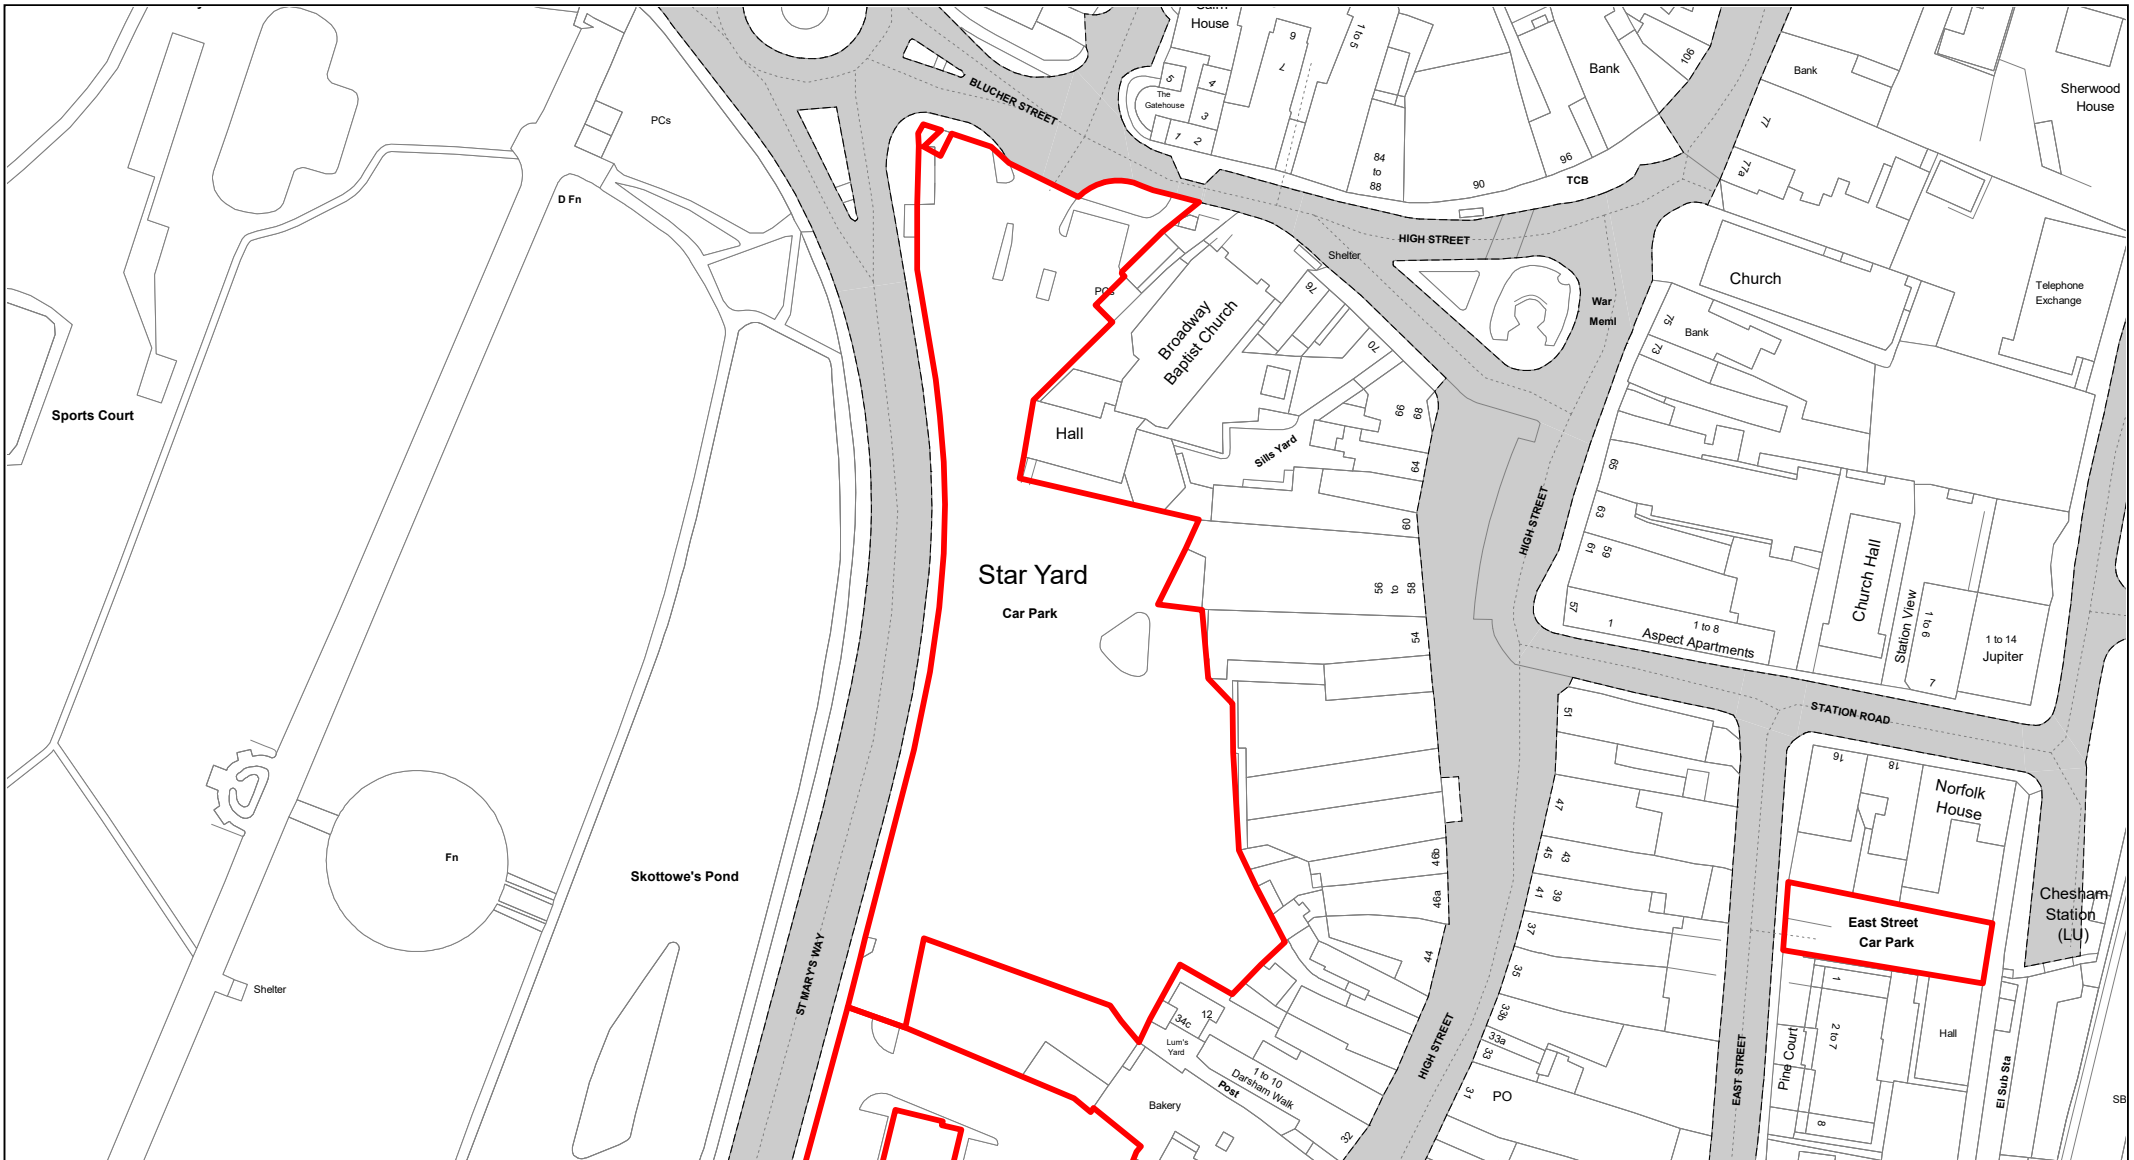 House
1 to 5
6
7
Bank
100
Bank
Sherwood
House
5
4
The
Gatehouse
3
1
2
BLUCHER STREET
PCs
77
77a
84
to
88
96
TCB
90
D Fn
HIGH STREET
Shelter
Church
Telephone
Exchange
War
Meml
PCs
Broadway
Baptist Church
76
70
75
Bank
73
Sports Court
66
68
Hall
Sills Yard
64
65
60
63
HIGH STREET
61
59
Church Hall
Star Yard
Car Park
56
to
58
57
1
1 to 8
Aspect Apartments
Station View
1 to 6
7
1 to 14
Jupiter
54
51
STATION ROAD
16
18
Norfolk
House
47
46b
45
43
Fn
Skottowe's Pond
46a
41
39
Chesham
Station
(LU)
East Street
Car Park
37
44
35
ST MARY'S WAY
Shelter
1
34c
12
Lum's
Yard
33b
33a
33
2 to 7
Hall
Pine Court
HIGH STREET
EAST STREET
El Sub Sta
1 to 10
Darsham Walk
Post
Bakery
31
PO
SB
32
8